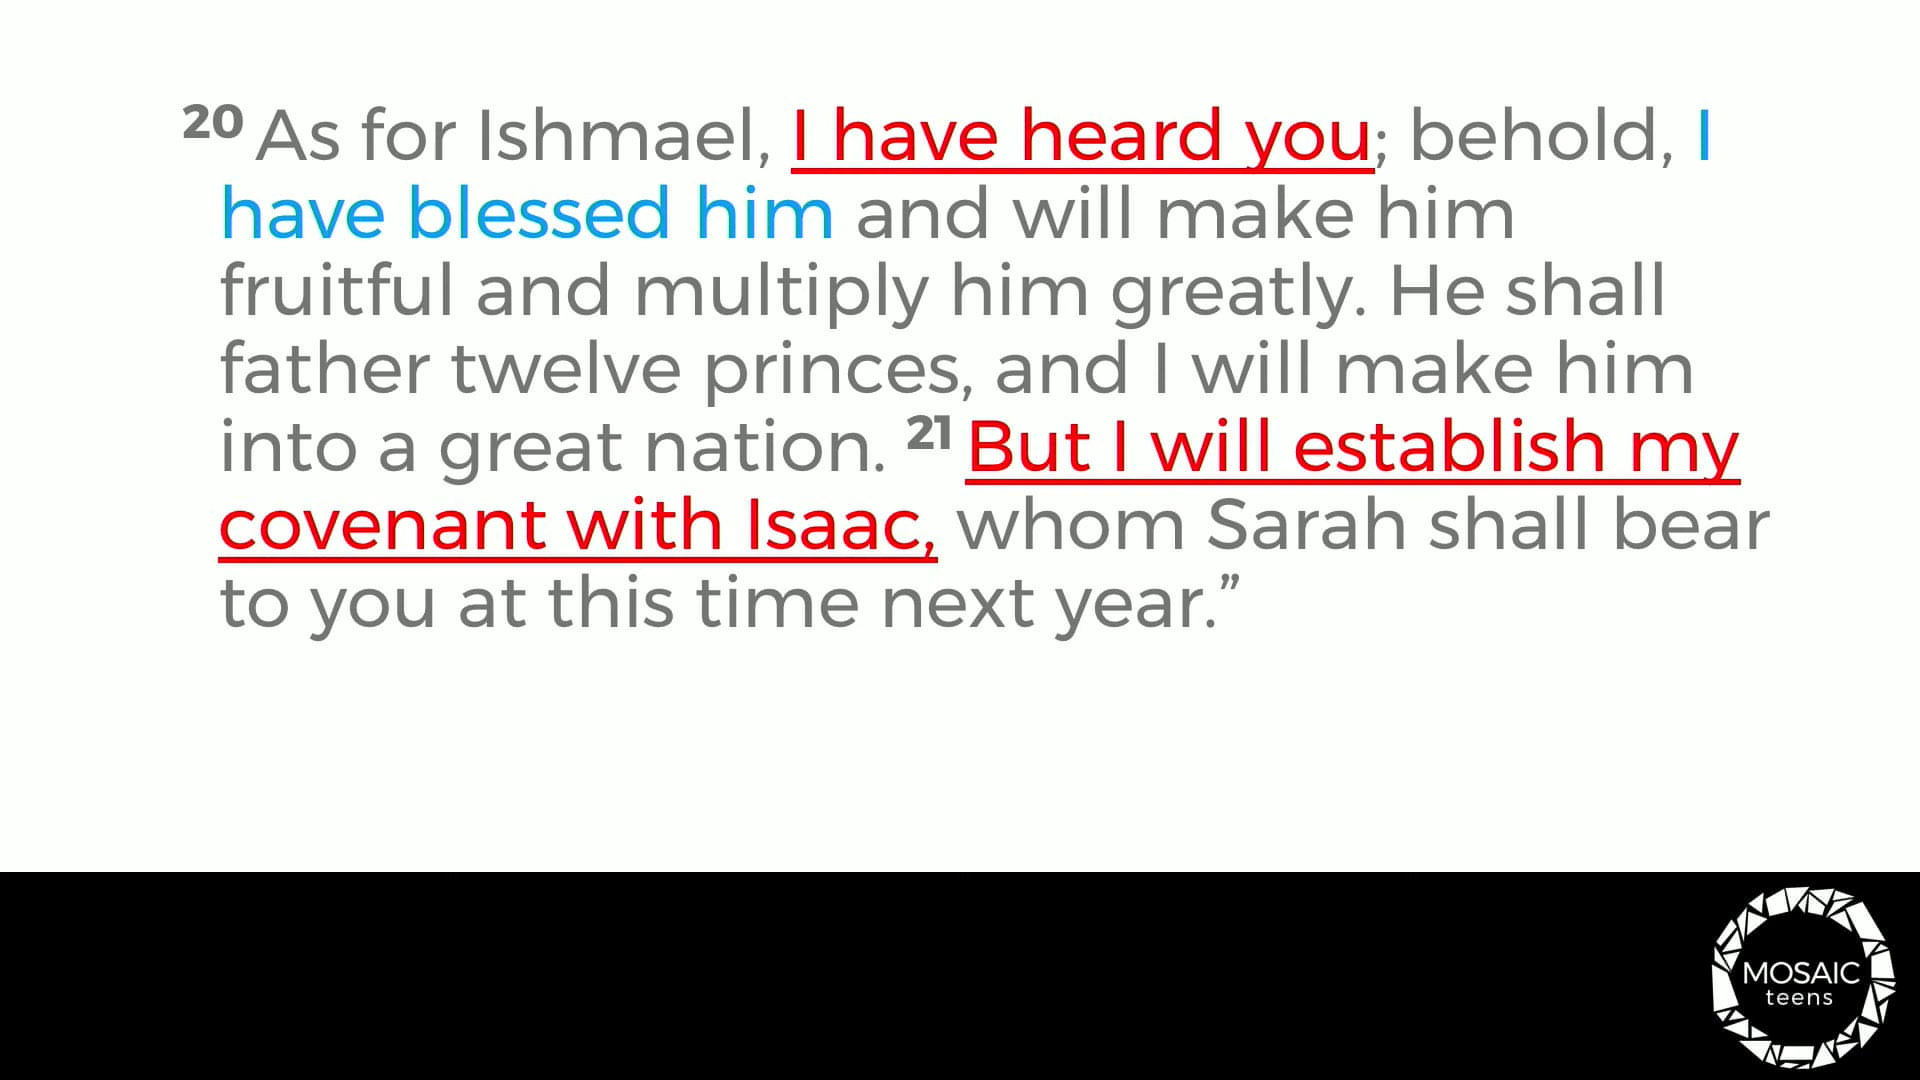 20 As for Ishmael, I have heard you; behold, I
have blessed him and will make him
fruitful and multiply him greatly. He shall
father twelve princes, and I will make him
into a great nation. 21 But I will establish my
covenant with Isaac, whom Sarah shall bear
to you at this time next year.”
MOSAIC
teens